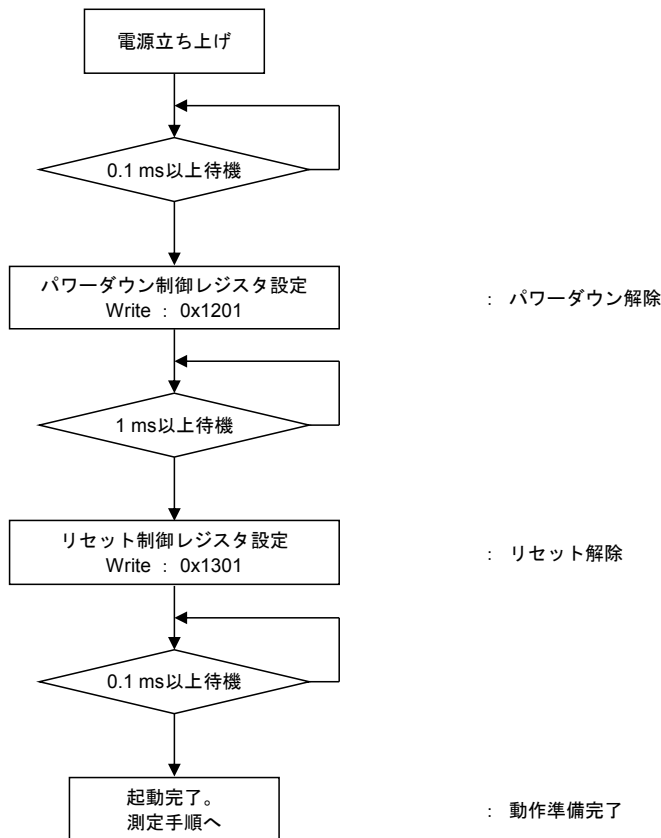 電源立ち上げ
0.1 ms以上待機
パワーダウン制御レジスタ設定
Write : 0x1201
: パワーダウン解除
1 ms以上待機
リセット制御レジスタ設定
Write : 0x1301
: リセット解除
0.1 ms以上待機
起動完了。
測定手順へ
: 動作準備完了